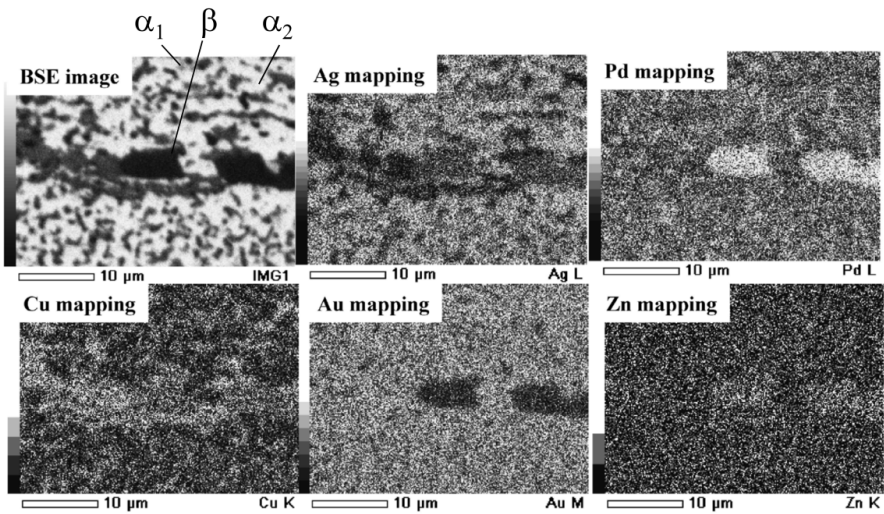 α1 β α2
BSE image
Ag mapping
Pd mapping
10 µm IMG1
10 µm Ag L
10 µm Pd L
Cu mapping
Au mapping
Zn mapping
10 µm Cu K
10 µm Au M
10 µm Zn K